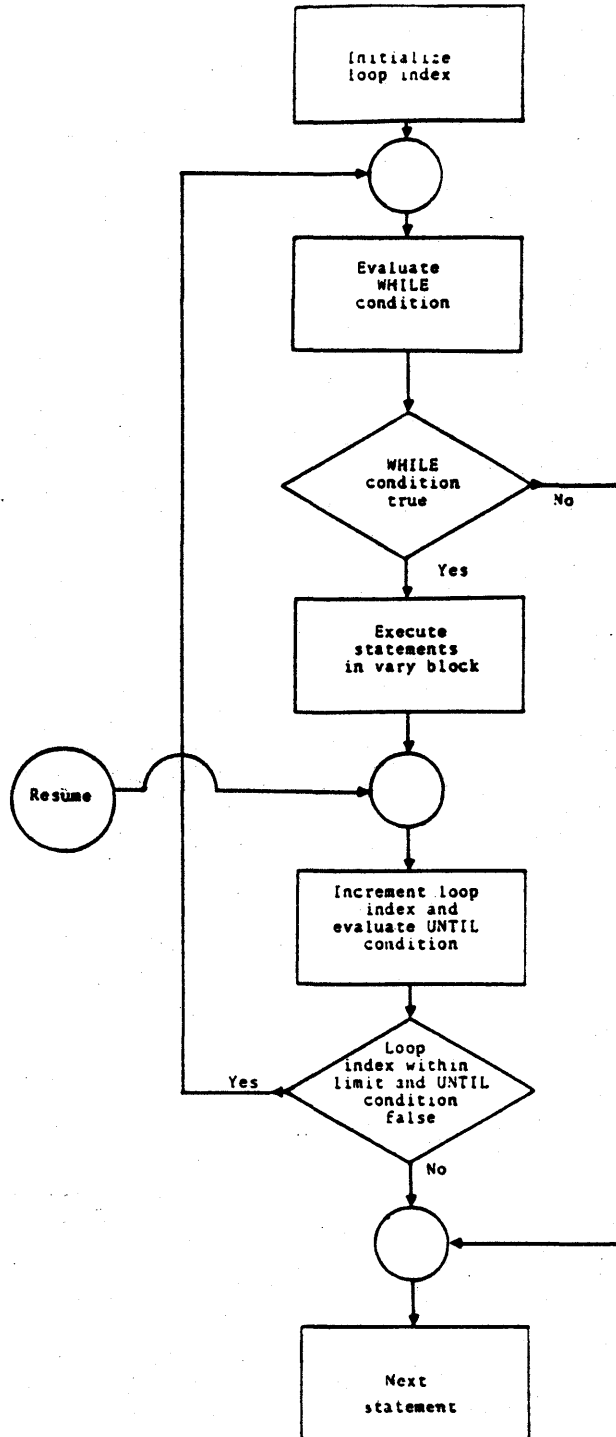 Initialize
loop index
Evaluate
WHILE
condition
WHILE
condition
true
No
Yes
Execute
statements
in vary block
Resume
Increment loop
index and
evaluate UNTIL
condition
Loop
index within
limit and UNTIL
condition
false
Yes
No
Next
statement